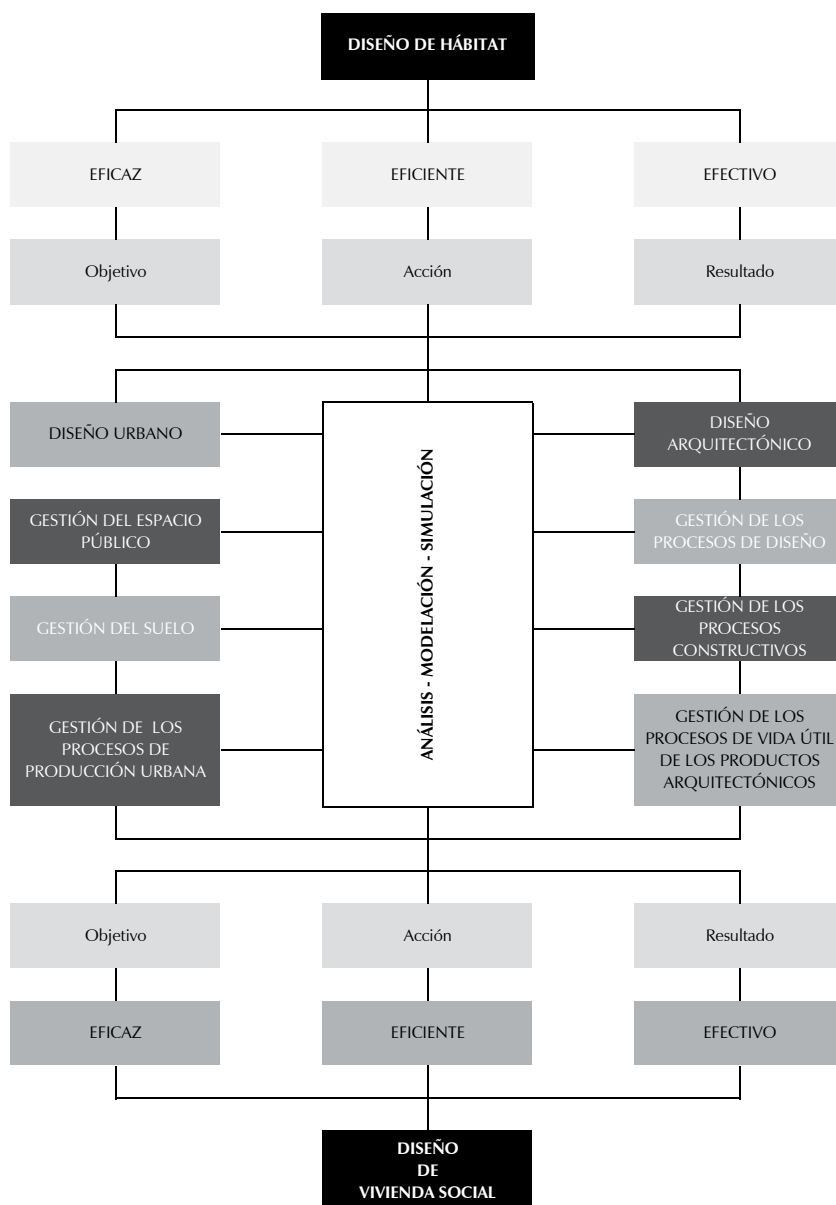 DISEÑO DE HÁBITAT
EFICAZ
EFICIENTE
EFECTIVO
Objetivo
Acción
Resultado
DISEÑO URBANO
GESTIÓN DEL ESPACIO
PÚBLICO
GESTIÓN DEL SUELO
GESTIÓN DE LOS
PROCESOS DE
PRODUCCIÓN URBANA
ANÁLISIS - MODELACIÓN - SIMULACIÓN
DISEÑO
ARQUITECTÓNICO
GESTIÓN DE LOS
PROCESOS DE DISEÑO
GESTIÓN DE LOS
PROCESOS
CONSTRUCTIVOS
GESTIÓN DE LOS
PROCESOS DE VIDA ÚTIL
DE LOS PRODUCTOS
ARQUITECTÓNICOS
Objetivo
Acción
Resultado
EFICAZ
EFICIENTE
EFECTIVO
DISEÑO
DE
VIVIENDA SOCIAL